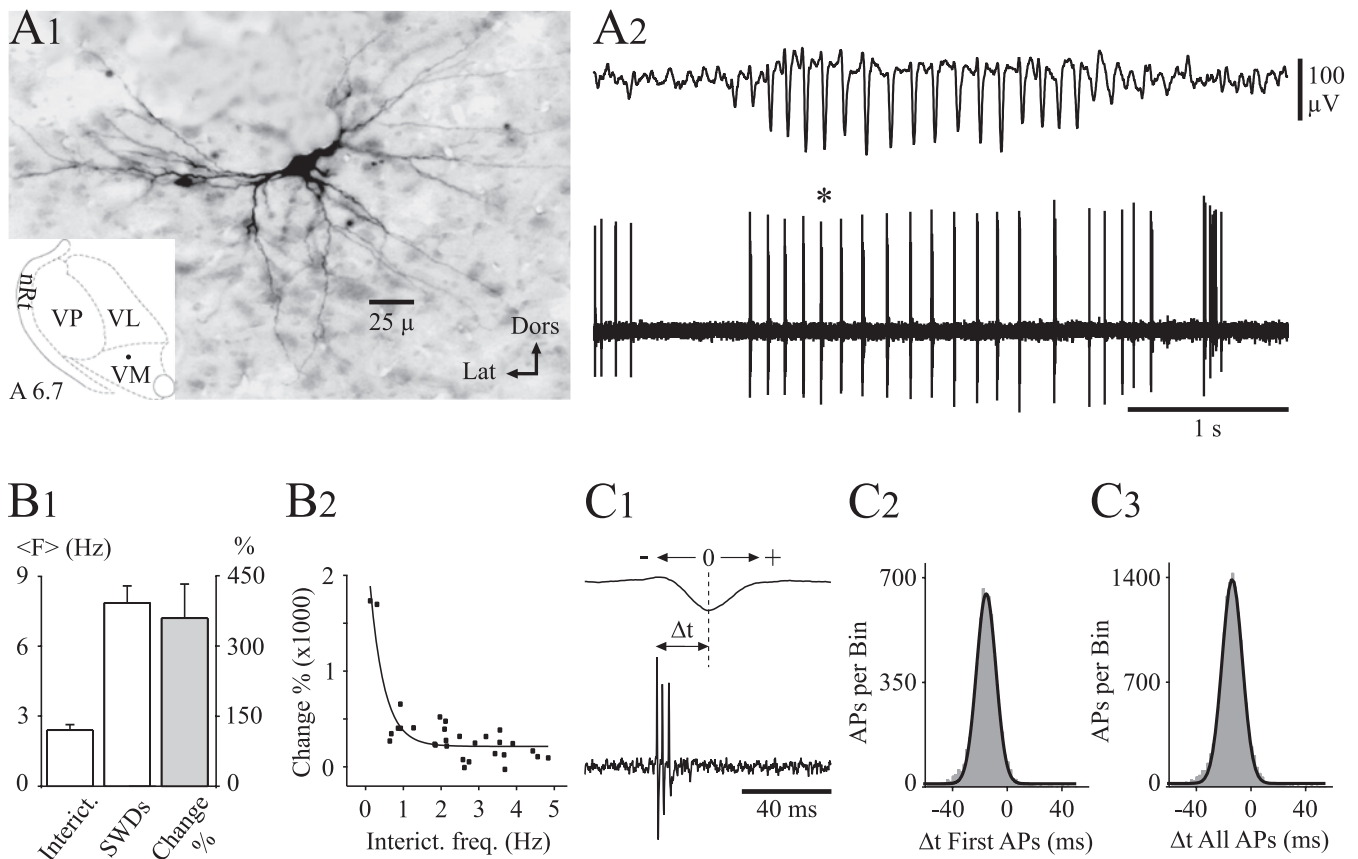 A1
nRt
VP
VL
VM
A 6.7
25 μ
Dors
Lat
A2
100
μV
*
1 s
B1
<F> (Hz)
%
9
6
3
0
450
300
150
0
Interict.
SWDs
Change
%
B2
Change % (x1000)
2
1
0
0 1 2 3 4 5
Interict. freq. (Hz)
C1
- 0 +
Δt
40 ms
C2
APs per Bin
700
350
0
-40 0 40
Δt First APs (ms)
C3
APs per Bin
1400
700
0
-40 0 40
Δt All APs (ms)